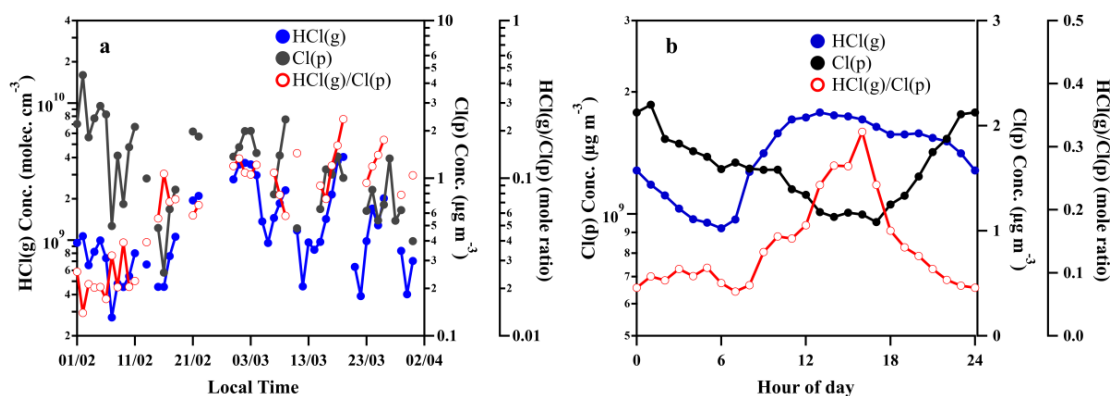 a
HCl(g)
Cl(p)
HCl(g)/Cl(p)
HCl(g) Conc. (molec. cm⁻³)
4
2
10¹⁰
8
6
4
2
10⁹
8
6
4
2
01/02 11/02 21/02 03/03 13/03 23/03 02/04
Local Time
10
8
6
4
2
1
8
6
4
2
0.1
Cl(p) Conc. (µg m⁻³)
1
8
6
4
2
0.1
8
6
4
2
0.01
HCl(g)/Cl(p) (mole ratio)
b
HCl(g)
Cl(p)
HCl(g)/Cl(p)
Cl(p) Conc. (µg m⁻³)
3
2
10⁹
9
8
7
6
5
0 6 12 18 24
Hour of day
3
2
1
0
Cl(p) Conc. (µg m⁻³)
0.5
0.4
0.3
0.2
0.1
0.0
HCl(g)/Cl(p) (mole ratio)